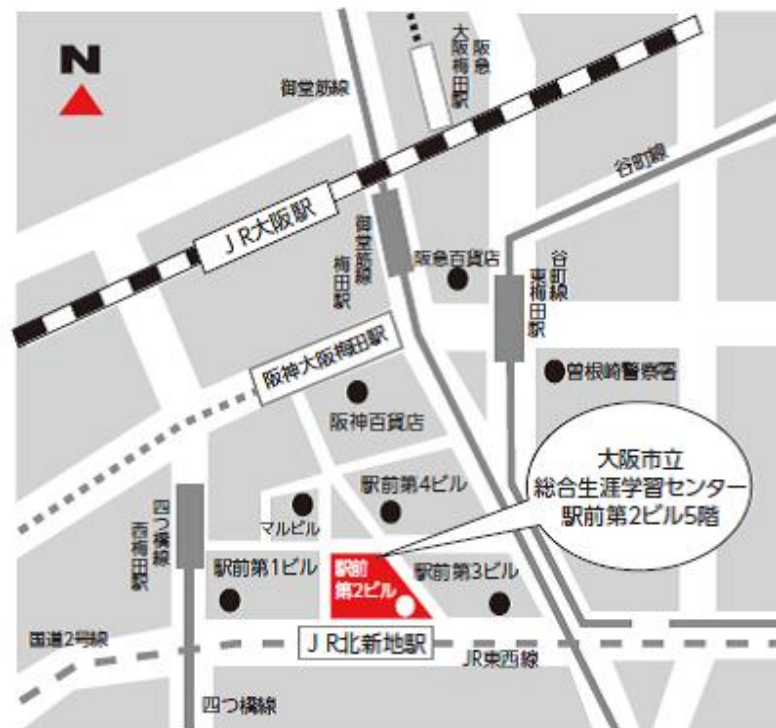 N
御堂筋線
阪急
大阪梅田駅
谷町線
JR大阪駅
御堂筋線
梅田駅
阪急百貨店
谷町線
東梅田駅
阪神大阪梅田駅
曽根崎警察署
阪神百貨店
大阪市立
総合生涯学習センター
駅前第2ビル5階
四つ橋線
西梅田駅
駅前第4ビル
マルビル
駅前第1ビル
駅前
第2ビル
駅前第3ビル
国道2号線
JR北新地駅
JR東西線
四つ橋線